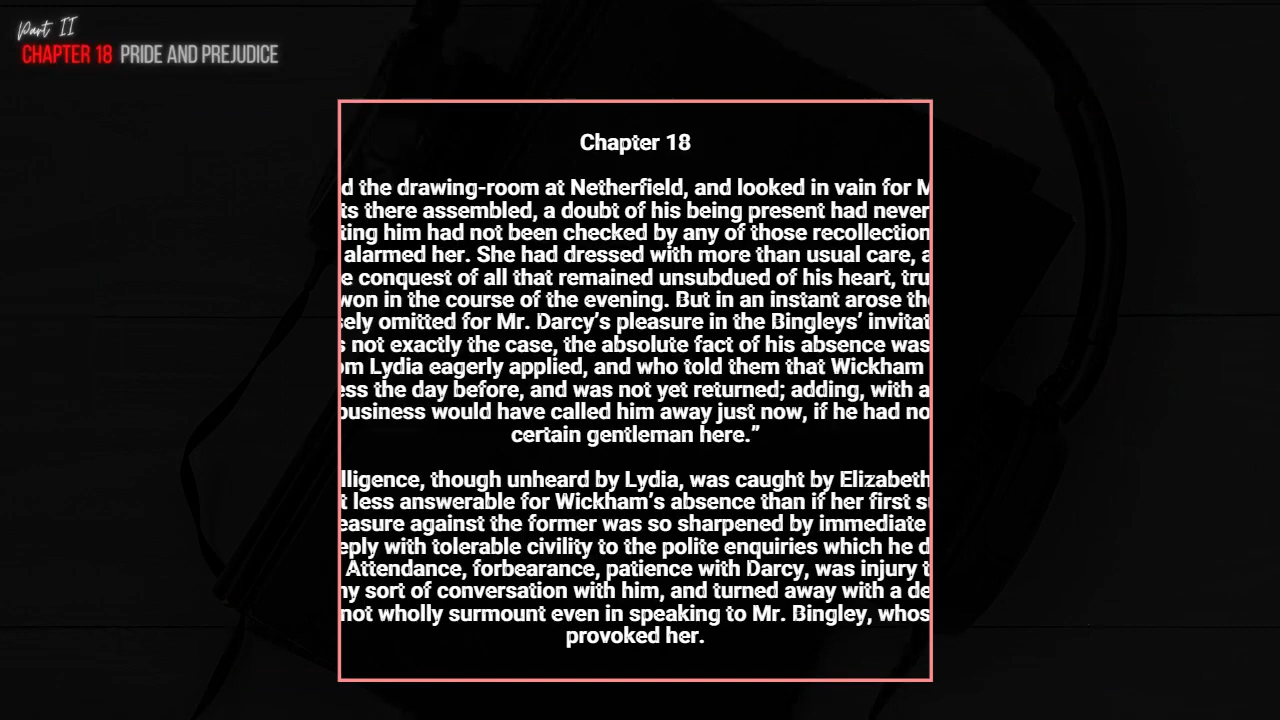 Part II
CHAPTER 18 PRIDE AND PREJUDICE
Chapter 18
d the drawing-room at Netherfield, and looked in vain for M
ts there assembled, a doubt of his being present had never
ting him had not been checked by any of those recollection
alarmed her. She had dressed with more than usual care, a
e conquest of all that remained unsubdued of his heart, tru
won in the course of the evening. But in an instant arose the
sely omitted for Mr. Darcy’s pleasure in the Bingleys’ invitat
s not exactly the case, the absolute fact of his absence was
om Lydia eagerly applied, and who told them that Wickham
ess the day before, and was not yet returned; adding, with a
business would have called him away just now, if he had no
certain gentleman here.”
lligence, though unheard by Lydia, was caught by Elizabeth
t less answerable for Wickham’s absence than if her first su
easure against the former was so sharpened by immediate
eply with tolerable civility to the polite enquiries which he d
Attendance, forbearance, patience with Darcy, was injury t
ny sort of conversation with him, and turned away with a de
not wholly surmount even in speaking to Mr. Bingley, whos
provoked her.